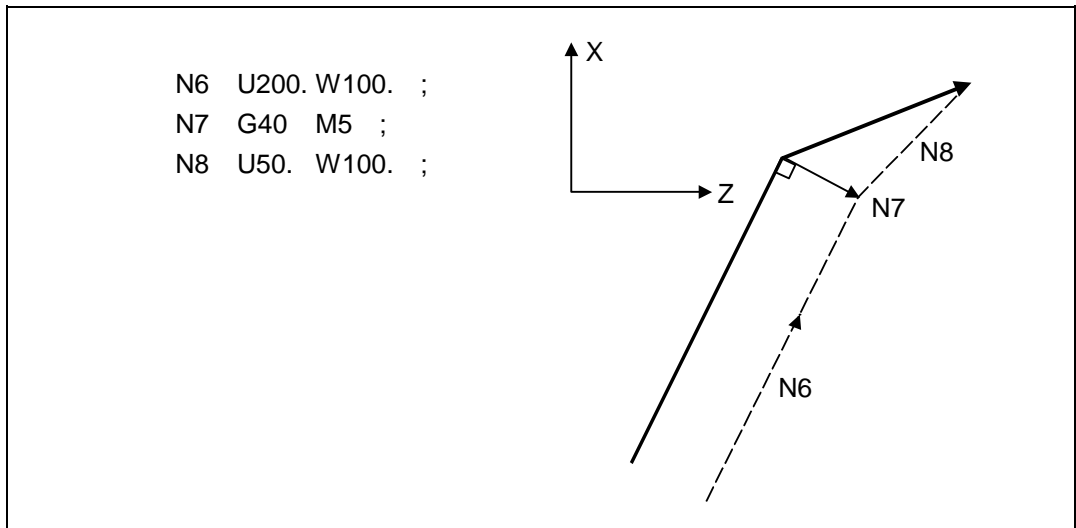 N6 U200. W100. ;
N7 G40 M5 ;
N8 U50. W100. ;
X
Z
N8
N7
N6